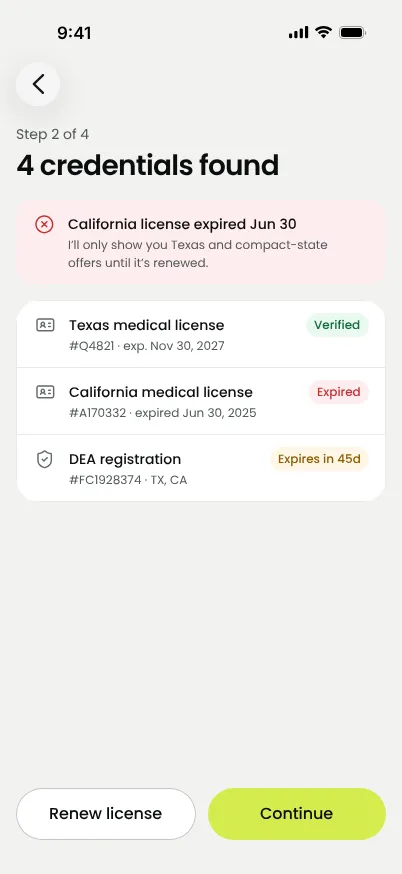 9:41
Step 2 of 4
4 credentials found
California license expired Jun 30
I'll only show you Texas and compact-state
offers until it's renewed.
Texas medical license
Verified
#Q4821 · exp. Nov 30, 2027
California medical license
Expired
#A170332 · expired Jun 30, 2025
DEA registration
Expires in 45d
#FC1928374 · TX, CA
Renew license
Continue